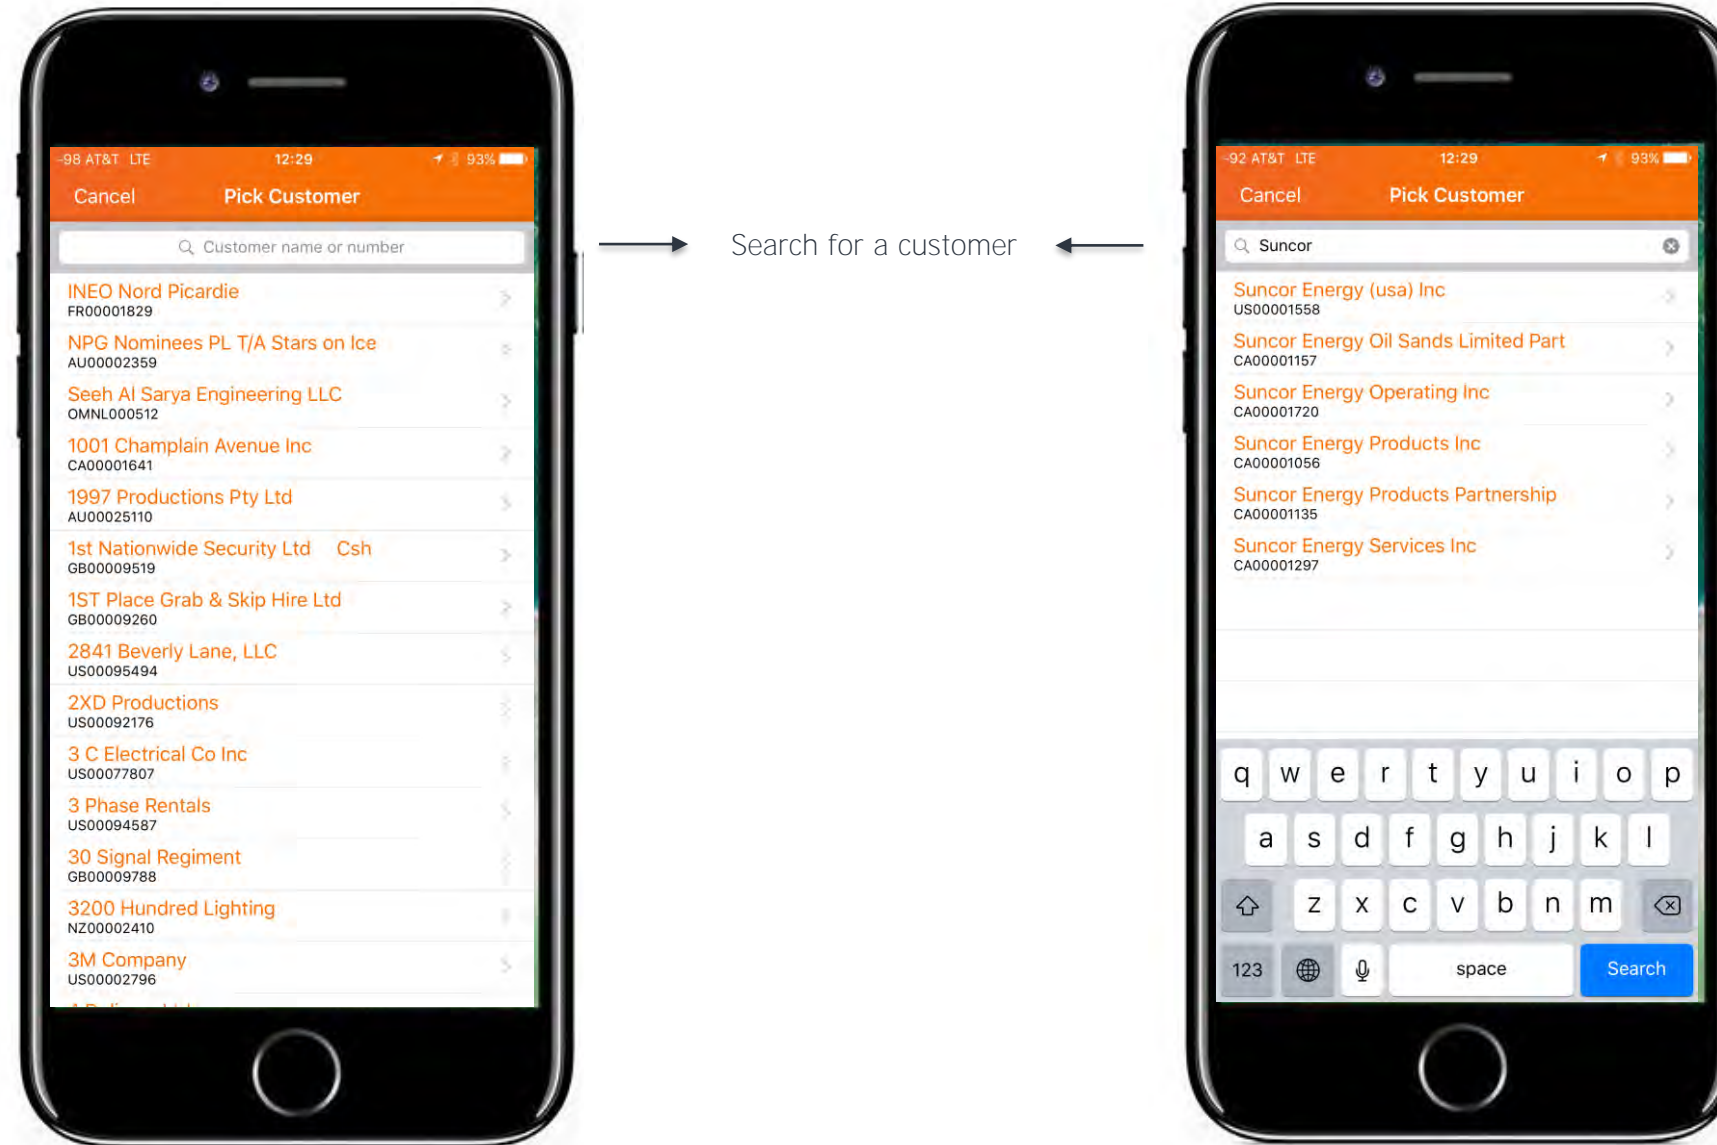 -98 AT&T LTE 12:29 93%
Cancel Pick Customer
Customer name or number
INEO Nord Picardie
FR00001829
NPG Nominees PL T/A Stars on Ice
AU00002359
Seeh Al Sarya Engineering LLC
OMNL000512
1001 Champlain Avenue Inc
CA00001641
1997 Productions Pty Ltd
AU00025110
1st Nationwide Security Ltd Csh
GB00009519
1ST Place Grab & Skip Hire Ltd
GB00009260
2841 Beverly Lane, LLC
US00095494
2XD Productions
US00092176
3 C Electrical Co Inc
US00077807
3 Phase Rentals
US00094587
30 Signal Regiment
GB00009788
3200 Hundred Lighting
NZ00002410
3M Company
US00002796
Search for a customer
-92 AT&T LTE 12:29 93%
Cancel Pick Customer
Suncor
Suncor Energy (usa) Inc
US00001558
Suncor Energy Oil Sands Limited Part
CA00001157
Suncor Energy Operating Inc
CA00001720
Suncor Energy Products Inc
CA00001056
Suncor Energy Products Partnership
CA00001135
Suncor Energy Services Inc
CA00001297
q w e r t y u i o p
a s d f g h j k l
z x c v b n m
123 space Search